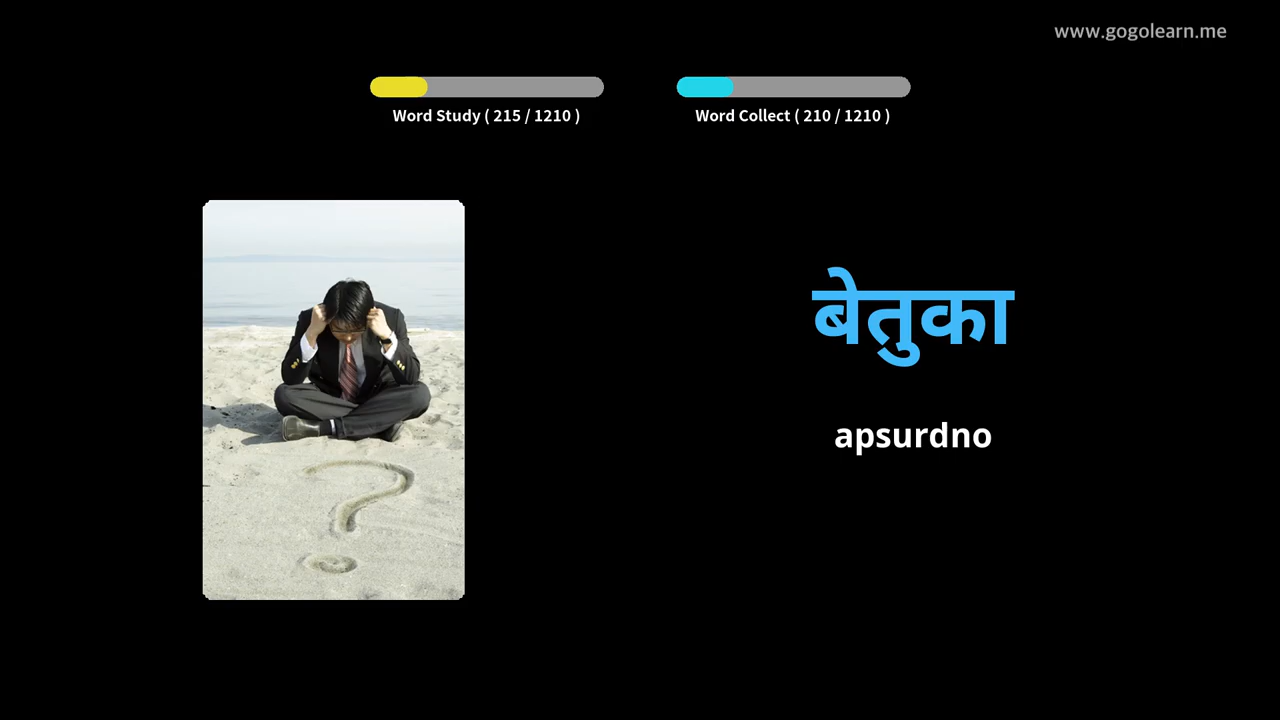 www.gogolearn.me
Word Study ( 215 / 1210 )
Word Collect ( 210 / 1210 )
बेतुका
apsurdno
?